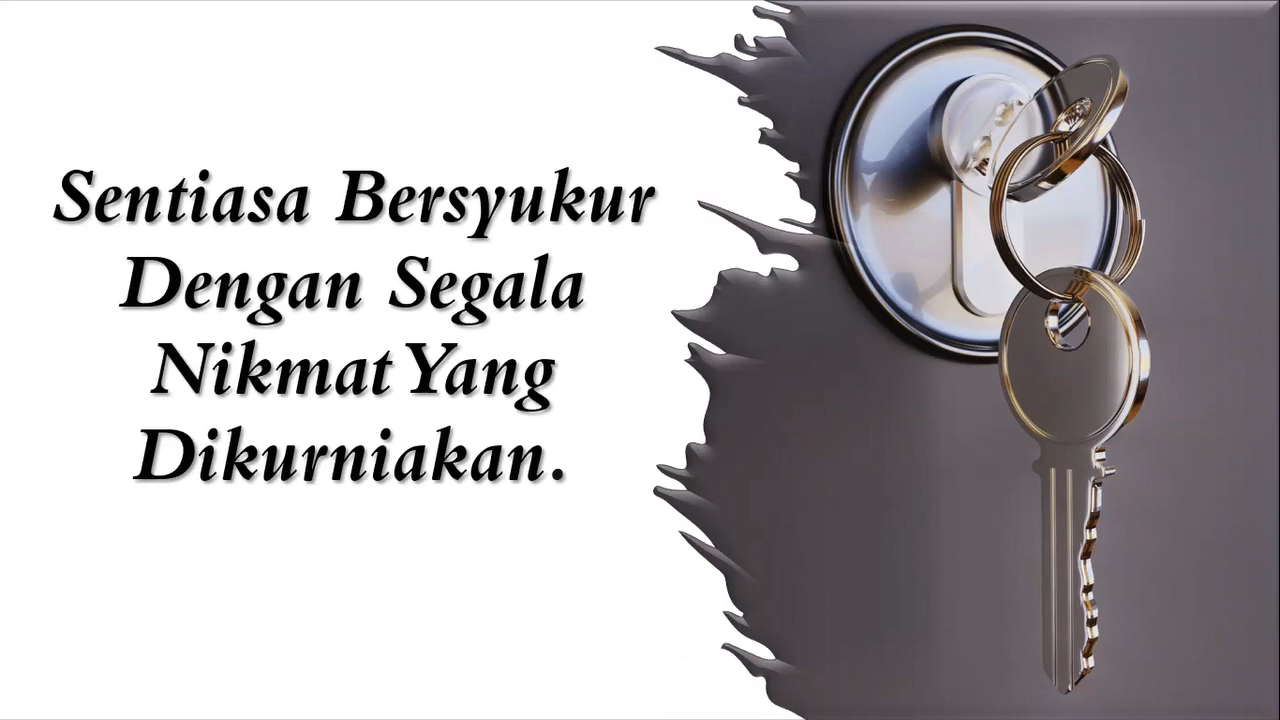 Sentiasa Bersyukur
Dengan Segala
Nikmat Yang
Dikurniakan.